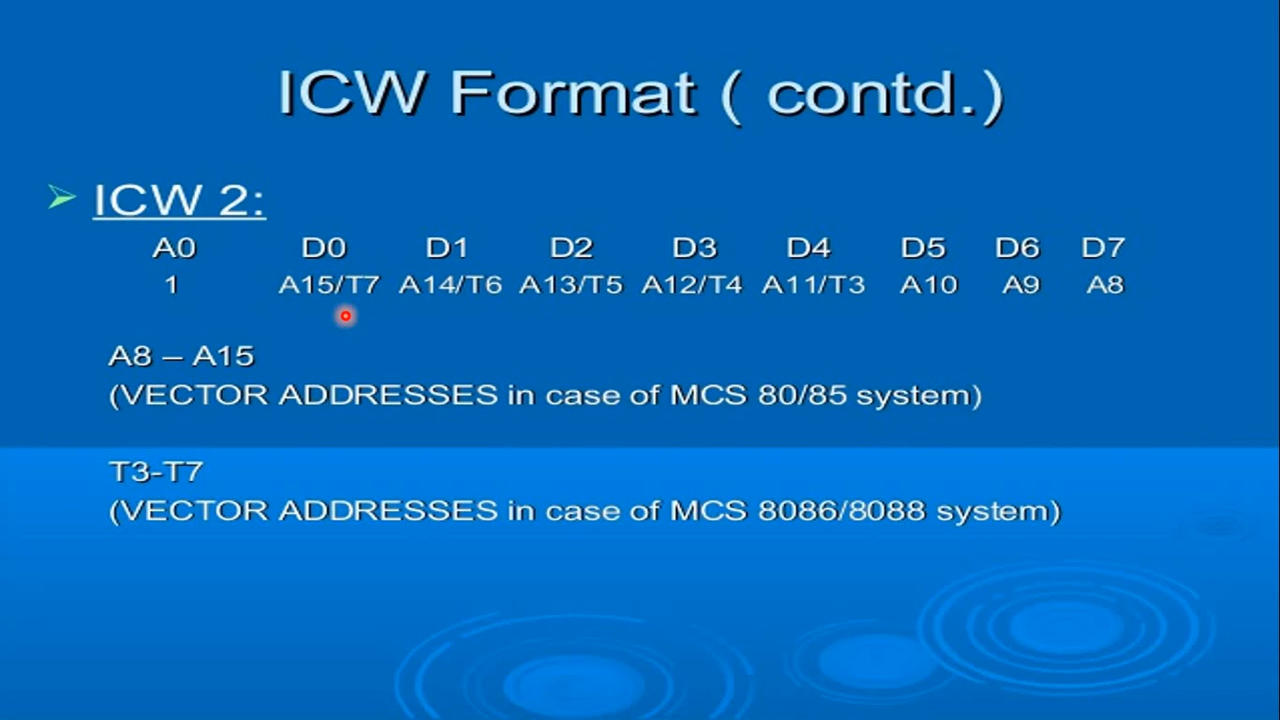 ICW Format ( contd.)
ICW 2:
A0 D0 D1 D2 D3 D4 D5 D6 D7
1 A15/T7 A14/T6 A13/T5 A12/T4 A11/T3 A10 A9 A8
A8 – A15
(VECTOR ADDRESSES in case of MCS 80/85 system)
T3-T7
(VECTOR ADDRESSES in case of MCS 8086/8088 system)